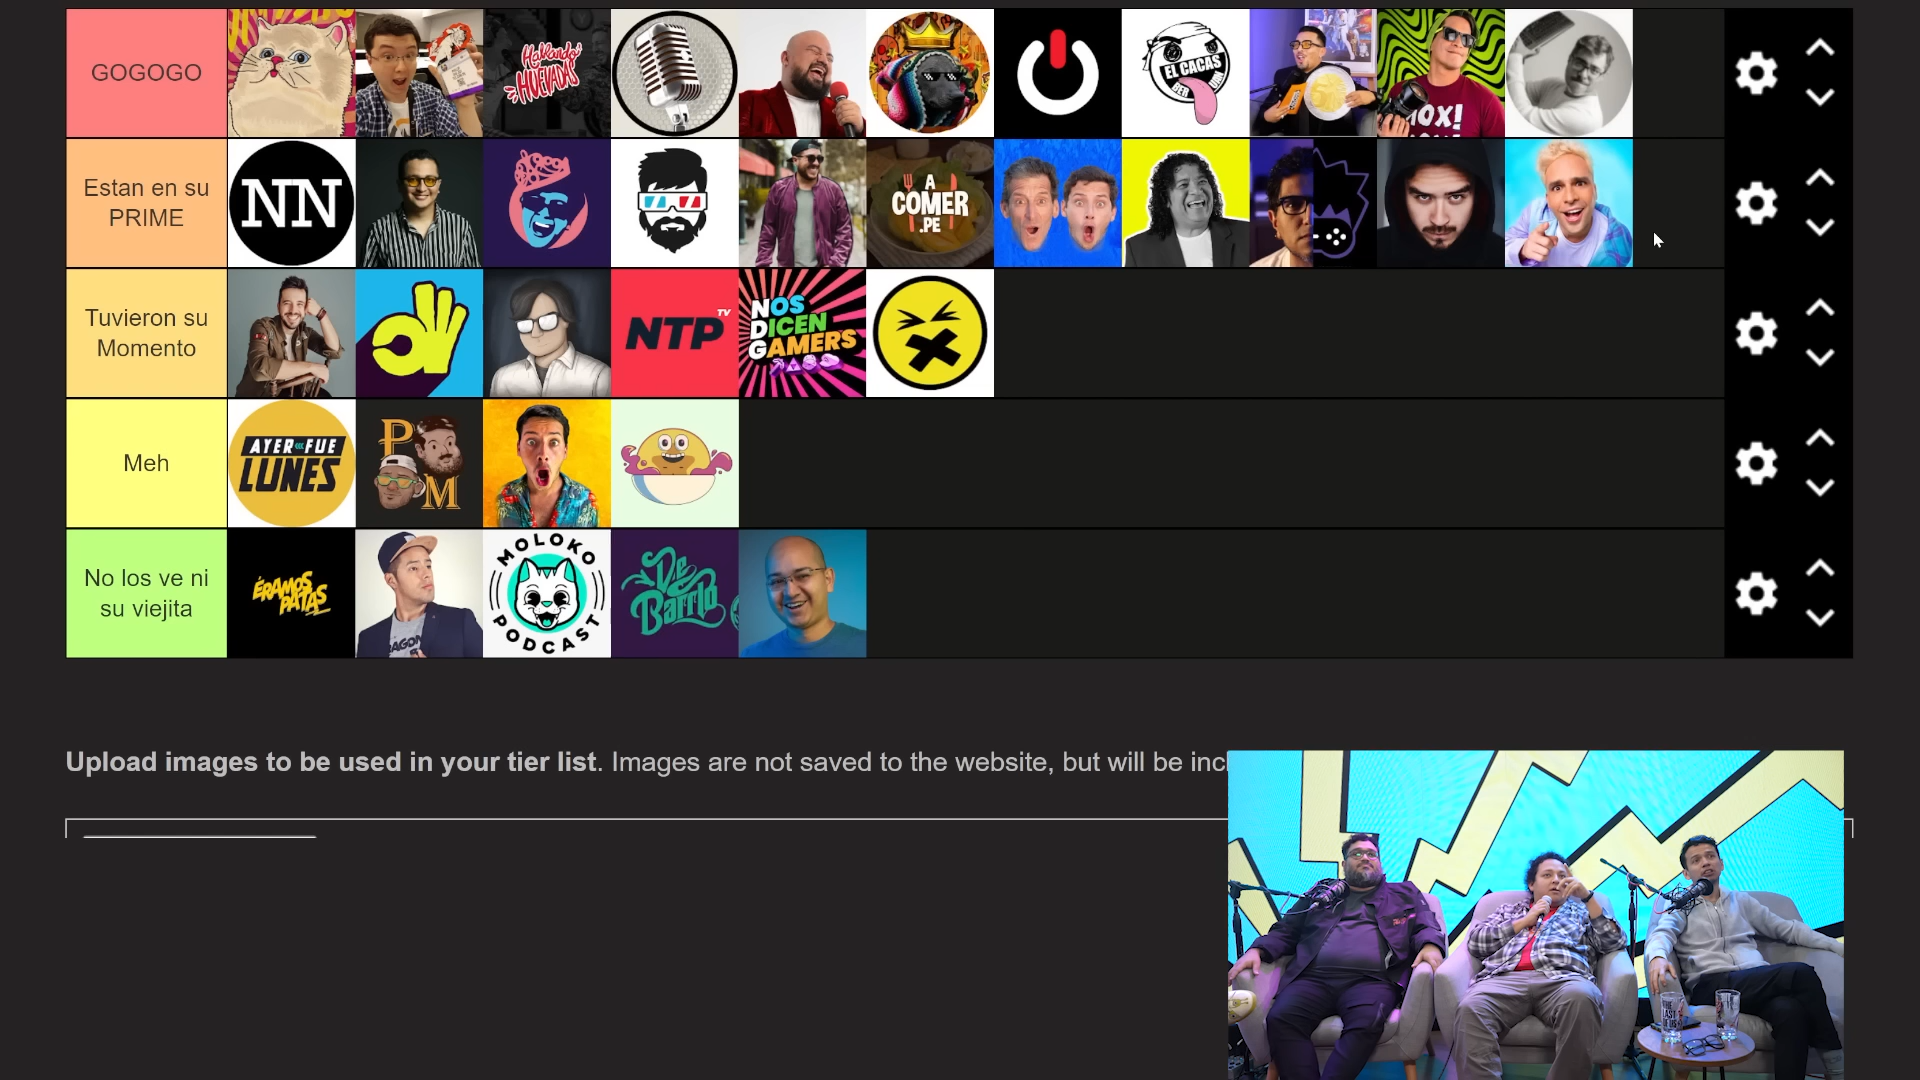 GOGOGO
Hablando
HUEVADAS
EL CACAS
NOX!
Estan en su
PRIME
NN
A
COMER
.PE
Tuvieron su
Momento
NTP
TV
NOS
DICEN
GAMERS
Meh
AYER FUE
LUNES
P
M
No los ve ni
su viejita
ÉRAMOS
PATAS
MOLOKO
PODCAST
De
Barrio
Upload images to be used in your tier list. Images are not saved to the website, but will be incl